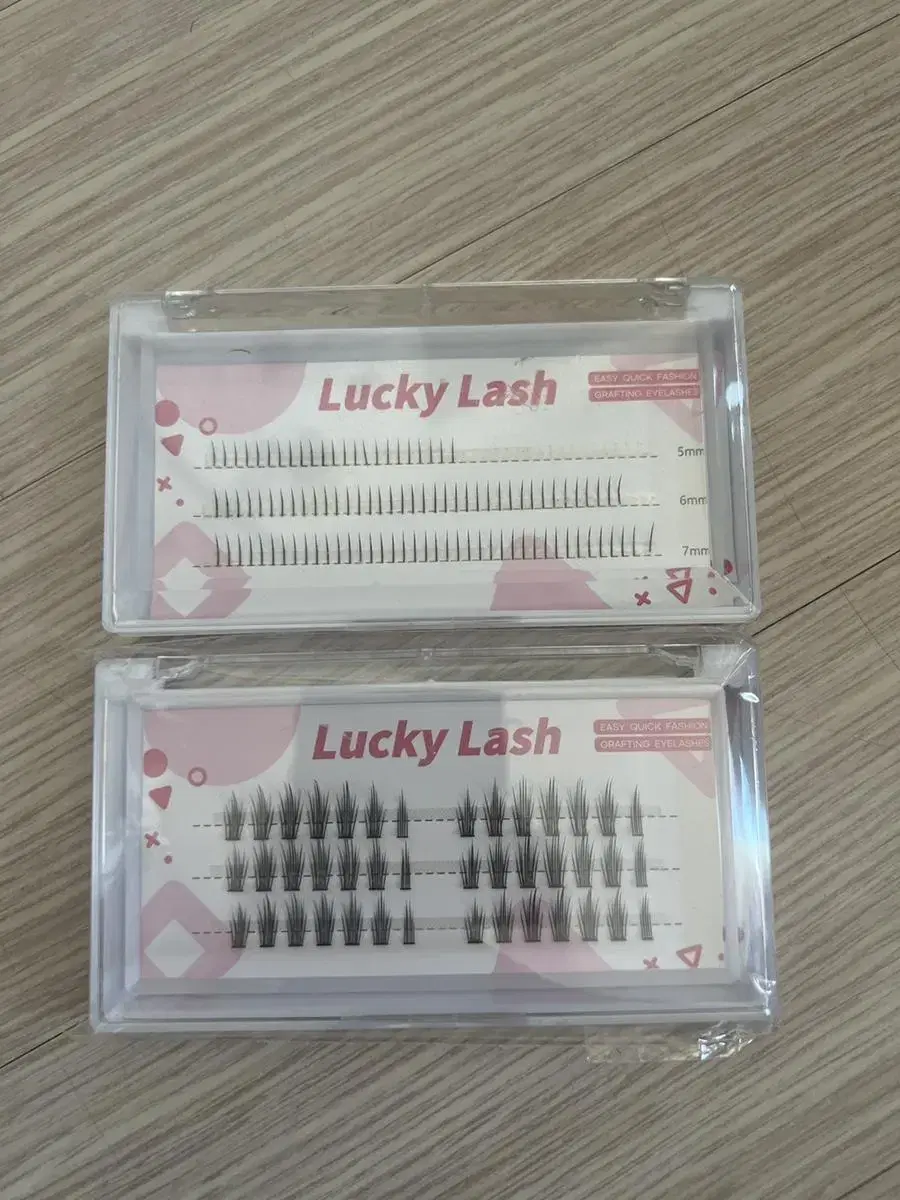 Lucky Lash
EASY QUICK FASHION
GRAFTING EYELASHES
5mm
6mm
7mm
Lucky Lash
EASY QUICK FASHION
GRAFTING EYELASHES